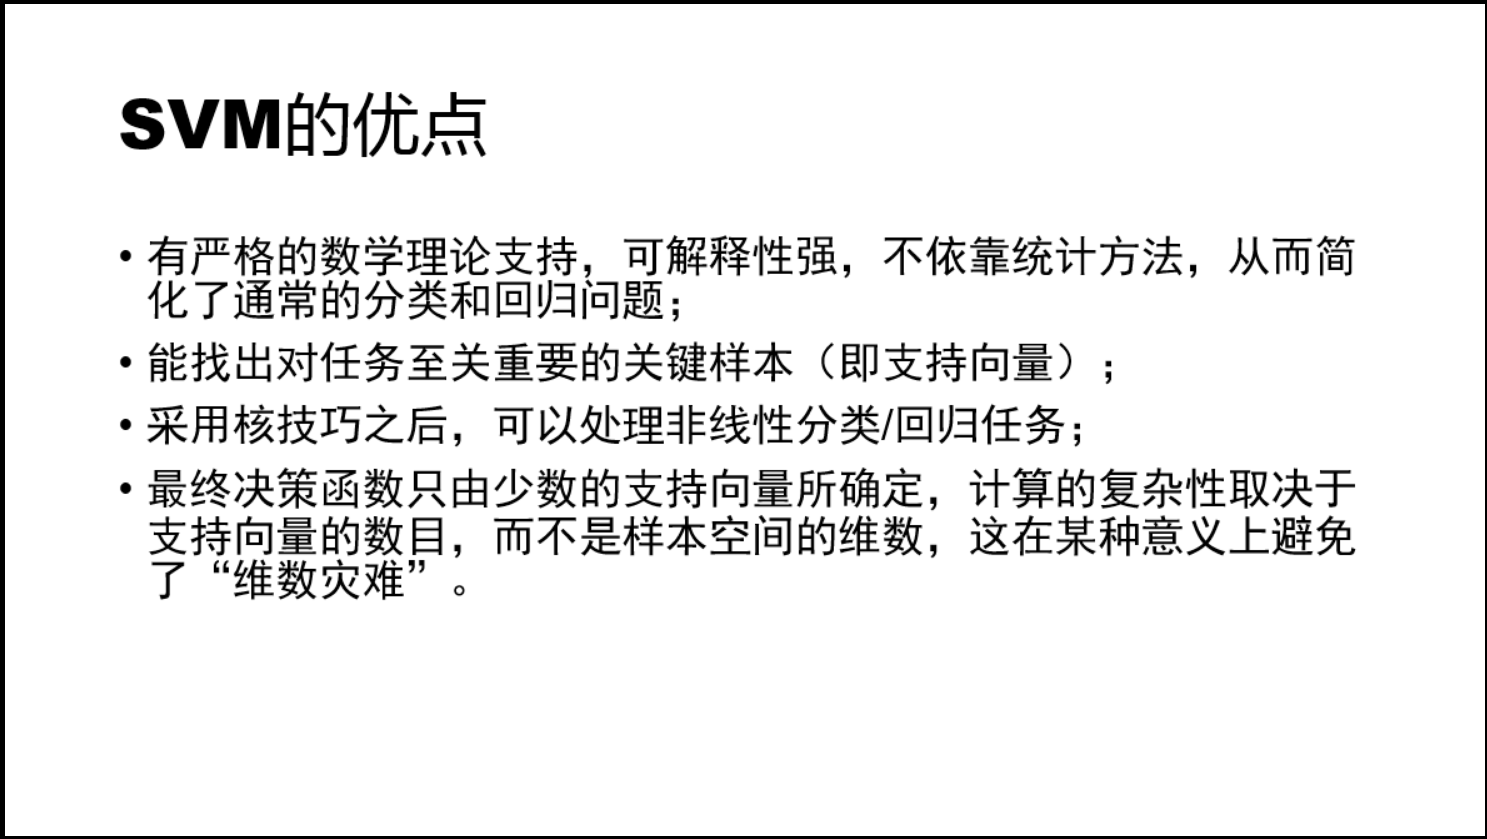 SVM的优点
• 有严格的数学理论支持，可解释性强，不依靠统计方法，从而简
化了通常的分类和回归问题；
• 能找出对任务至关重要的关键样本（即支持向量）；
• 采用核技巧之后，可以处理非线性分类/回归任务；
• 最终决策函数只由少数的支持向量所确定，计算的复杂性取决于
支持向量的数目，而不是样本空间的维数，这在某种意义上避免
了“维数灾难”。